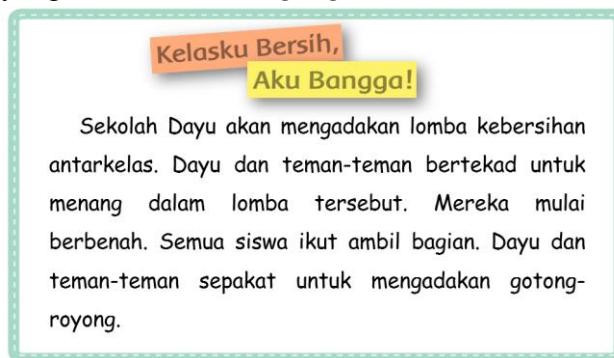 Kelasku Bersih,
Aku Bangga!
Sekolah Dayu akan mengadakan lomba kebersihan
antarkelas. Dayu dan teman-teman bertekad untuk
menang dalam lomba tersebut. Mereka mulai
berbenah. Semua siswa ikut ambil bagian. Dayu dan
teman-teman sepakat untuk mengadakan gotong-
royong.